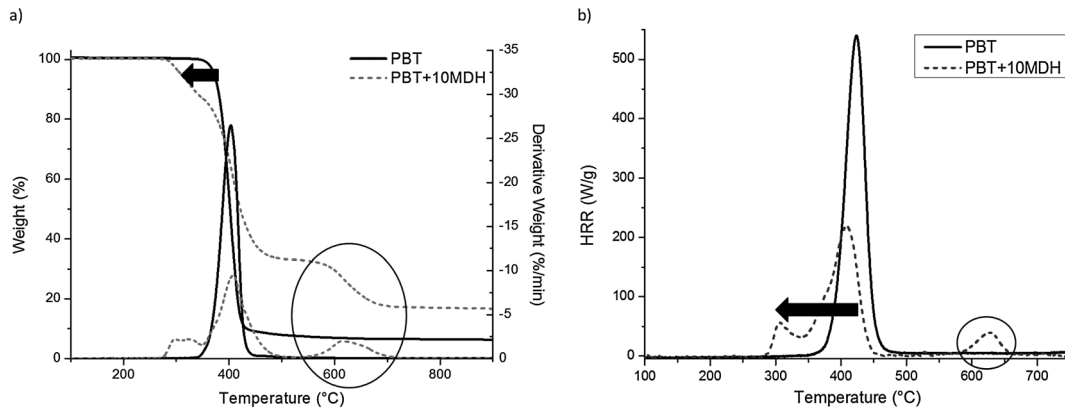 a)
PBT
PBT+10MDH
100
80
60
40
20
0
Weight (%)
-35
-30
-25
-20
-15
-10
-5
0
Derivative Weight (%/min)
200
400
600
800
Temperature (°C)
b)
PBT
PBT+10MDH
500
400
300
200
100
0
HRR (W/g)
100
200
300
400
500
600
700
Temperature (°C)